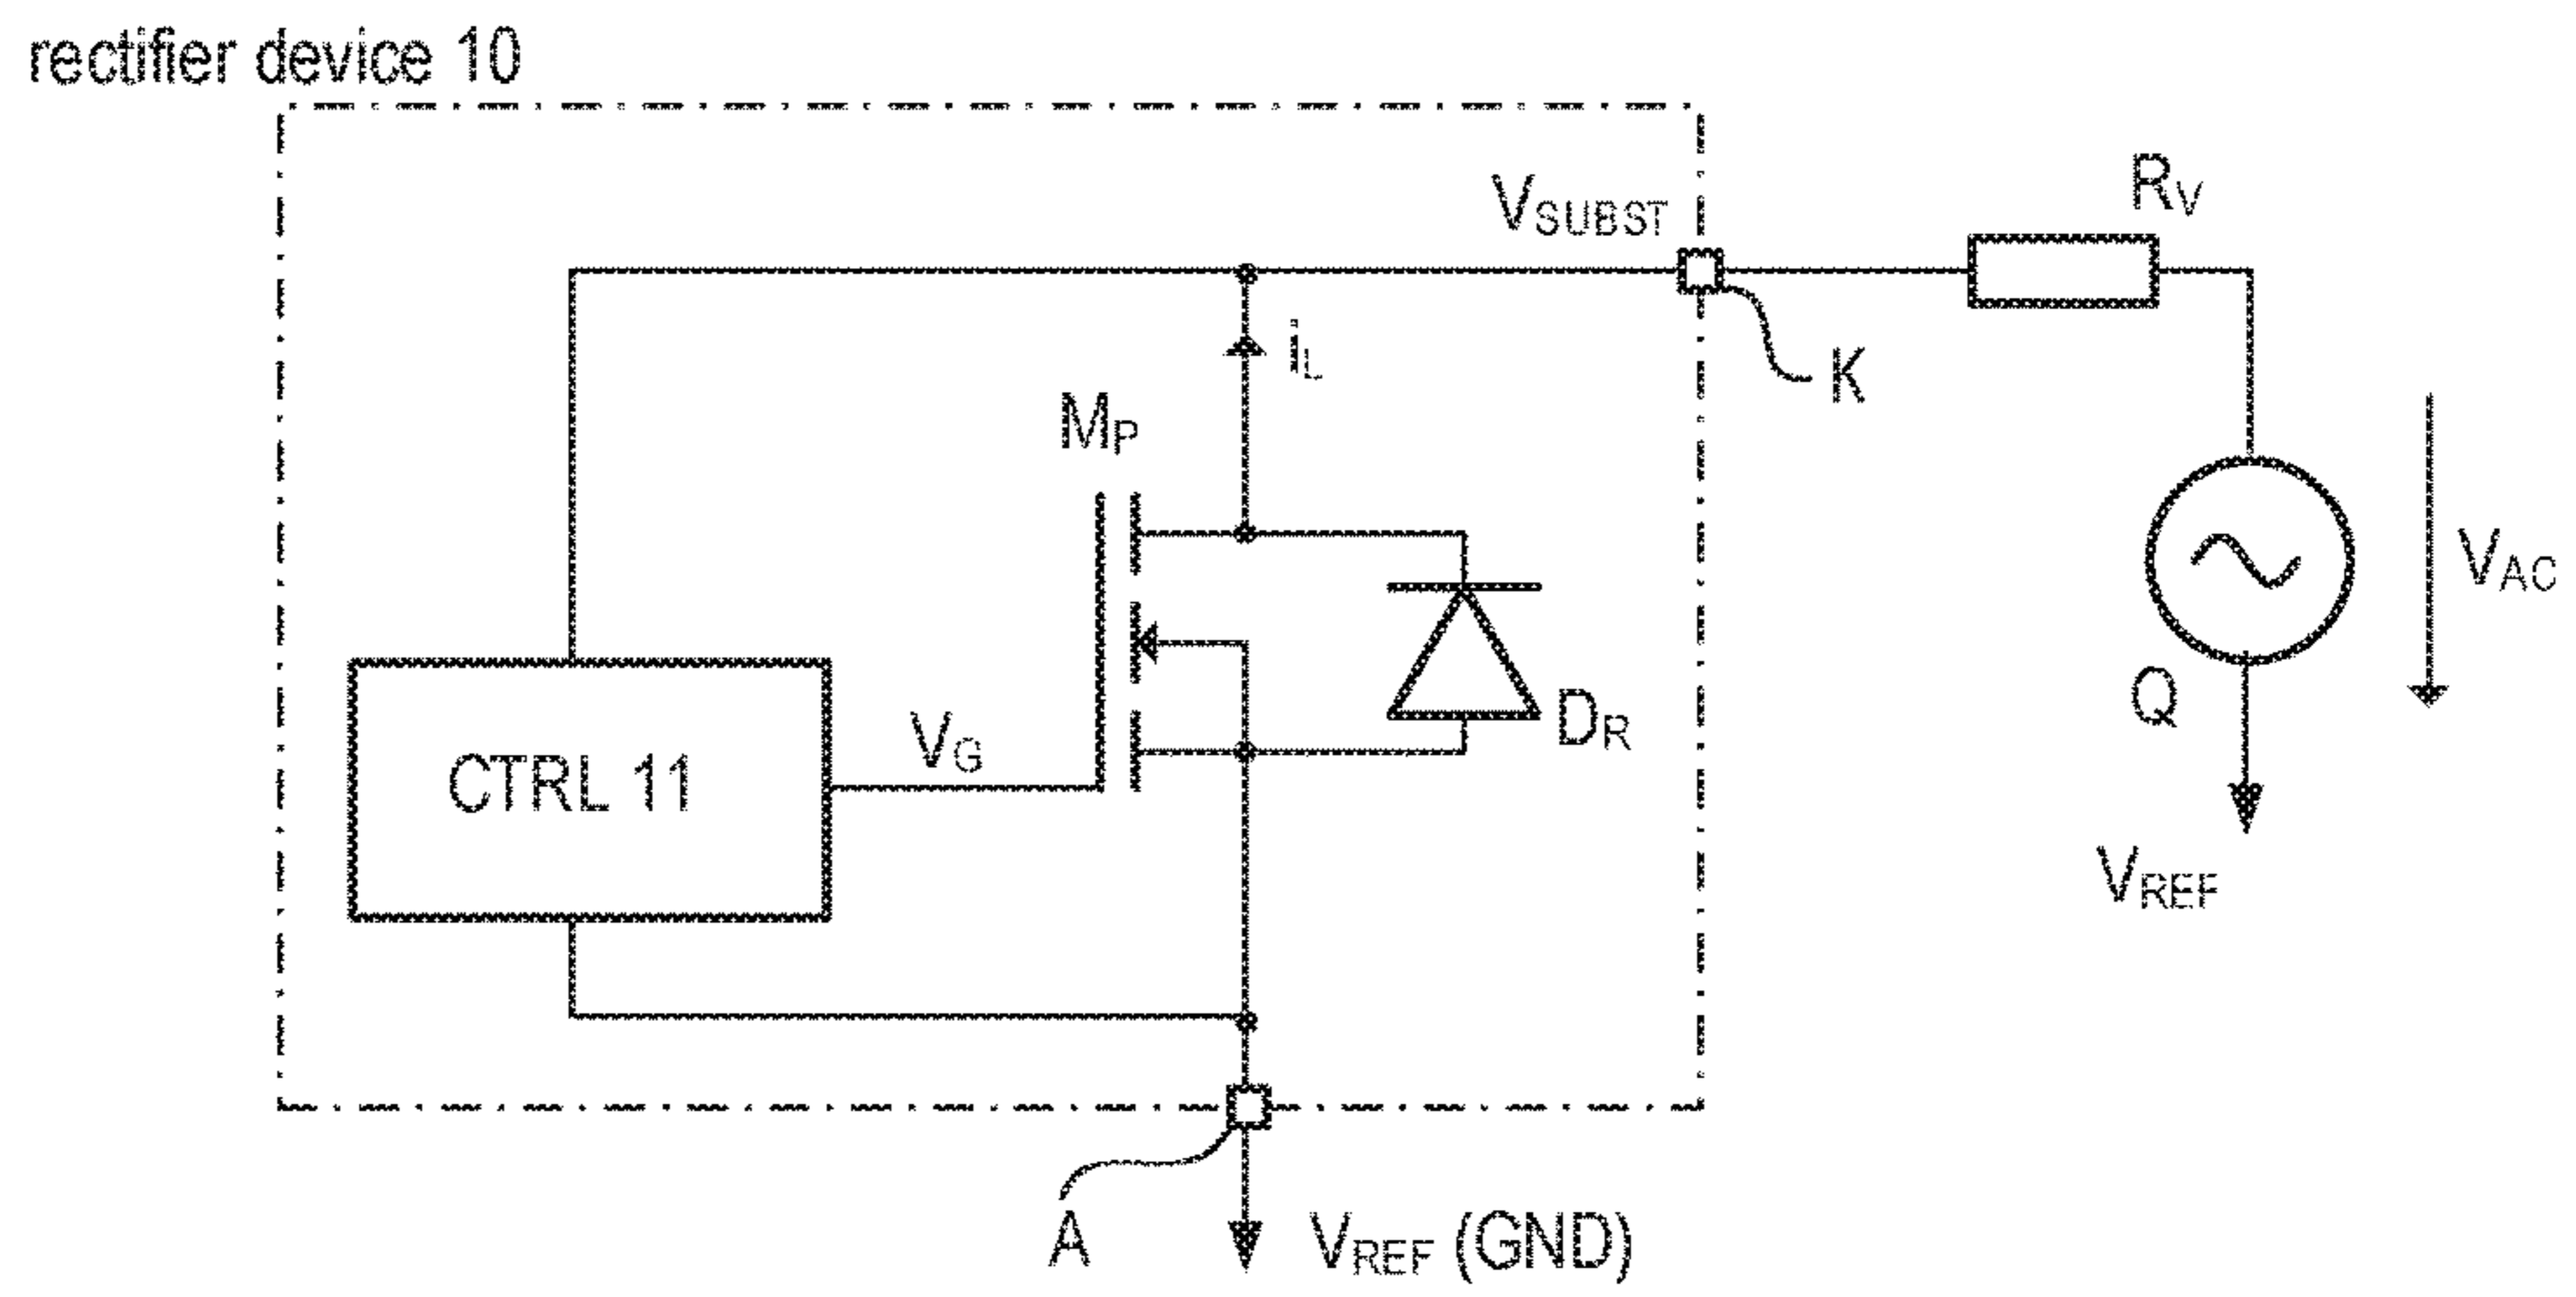 rectifier device 10
VSUBST
RV
iL
K
MP
VAC
DR
Q
VG
CTRL 11
VREF
A
VREF (GND)